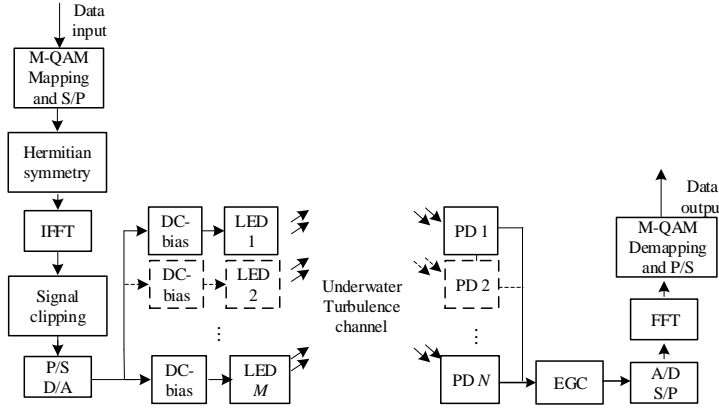 Data
input
M-QAM
Mapping
and S/P
Hermitian
symmetry
IFFT
Signal
clipping
P/S
D/A
DC-
bias
LED
1
DC-
bias
LED
2
...
DC-
bias
LED
M
Underwater
Turbulence
channel
PD 1
PD 2
...
PD N
EGC
A/D
S/P
FFT
M-QAM
Demapping
and P/S
Data
output